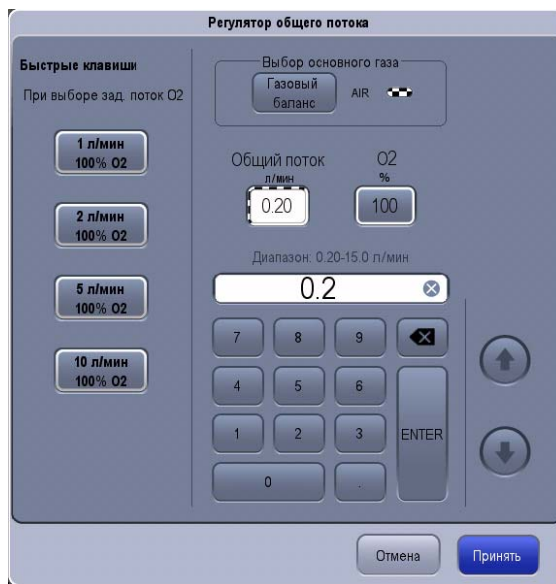 Регулятор общего потока
Быстрые клавиши
При выборе зад. поток O2
1 л/мин
100% O2
2 л/мин
100% O2
5 л/мин
100% O2
10 л/мин
100% O2
Выбор основного газа
Газовый
баланс
AIR
Общий поток
л/мин
0.20
O2
%
100
Диапазон: 0.20-15.0 л/мин
0.2
7 8 9
4 5 6
1 2 3 ENTER
0 .
Отмена Принять